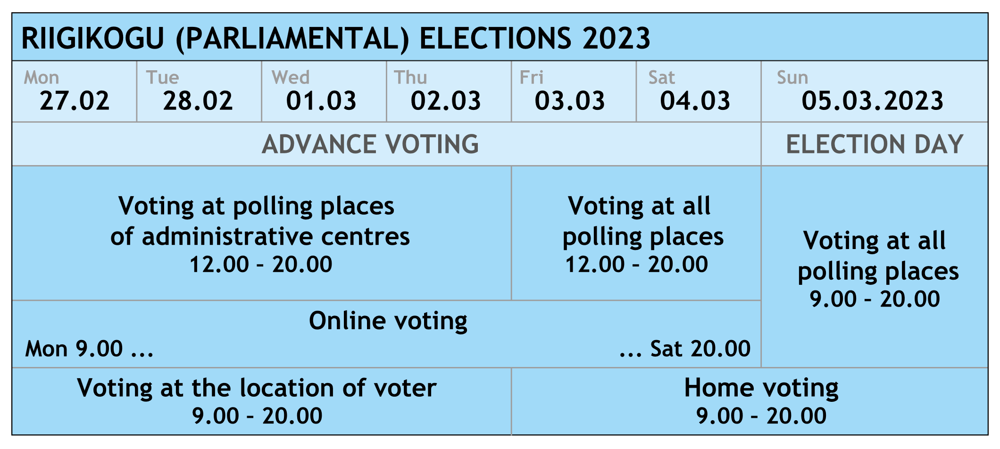 RIIGIKOGU (PARLIAMENTAL) ELECTIONS 2023
Mon
27.02
Tue
28.02
Wed
01.03
Thu
02.03
Fri
03.03
Sat
04.03
Sun
05.03.2023
ADVANCE VOTING
ELECTION DAY
Voting at polling places
of administrative centres
12.00 – 20.00
Voting at all
polling places
12.00 – 20.00
Voting at all
polling places
9.00 – 20.00
Online voting
Mon 9.00 ...
... Sat 20.00
Voting at the location of voter
9.00 – 20.00
Home voting
9.00 – 20.00